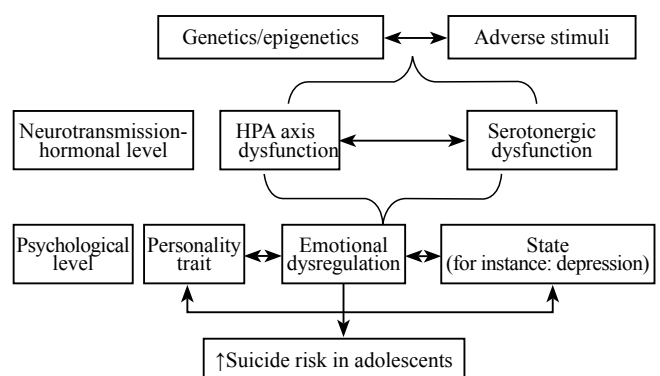 Genetics/epigenetics
Adverse stimuli
Neurotransmission-
hormonal level
HPA axis
dysfunction
Serotonergic
dysfunction
Psychological
level
Personality
trait
Emotional
dysregulation
State
(for instance: depression)
↑Suicide risk in adolescents